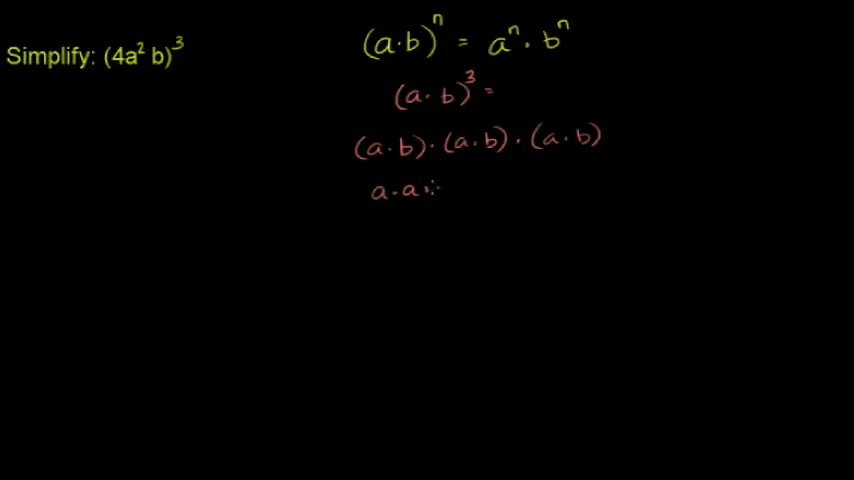 Simplify: (4a² b)³
(a·b)ⁿ = aⁿ · bⁿ
(a · b)³ =
(a · b) · (a · b) · (a · b)
a · a ·